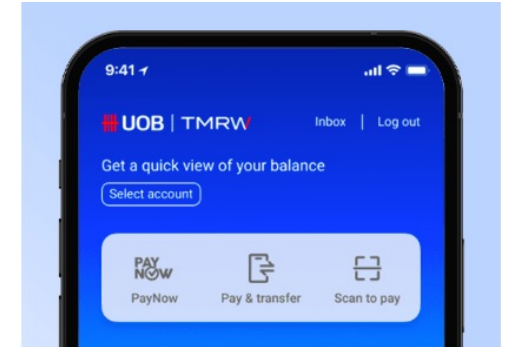 9:41
UOB | TMRW
Inbox | Log out
Get a quick view of your balance
Select account
PAY
NOW
PayNow
Pay & transfer
Scan to pay